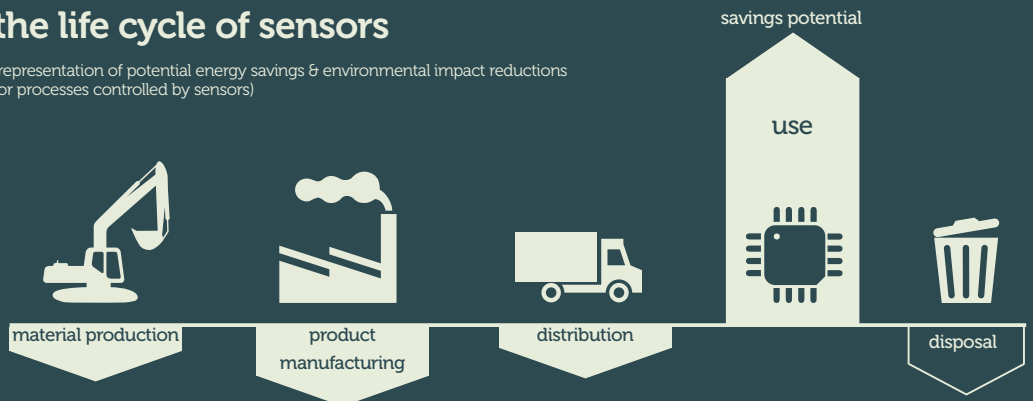 the life cycle of sensors
representation of potential energy savings & environmental impact reductions
or processes controlled by sensors)
savings potential
use
material production
product
manufacturing
distribution
disposal